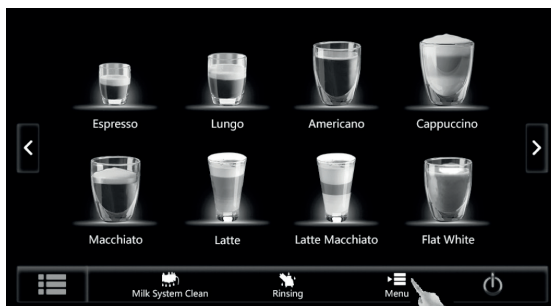 Espresso
Lungo
Americano
Cappuccino
Macchiato
Latte
Latte Macchiato
Flat White
Milk System Clean
Rinsing
Menu